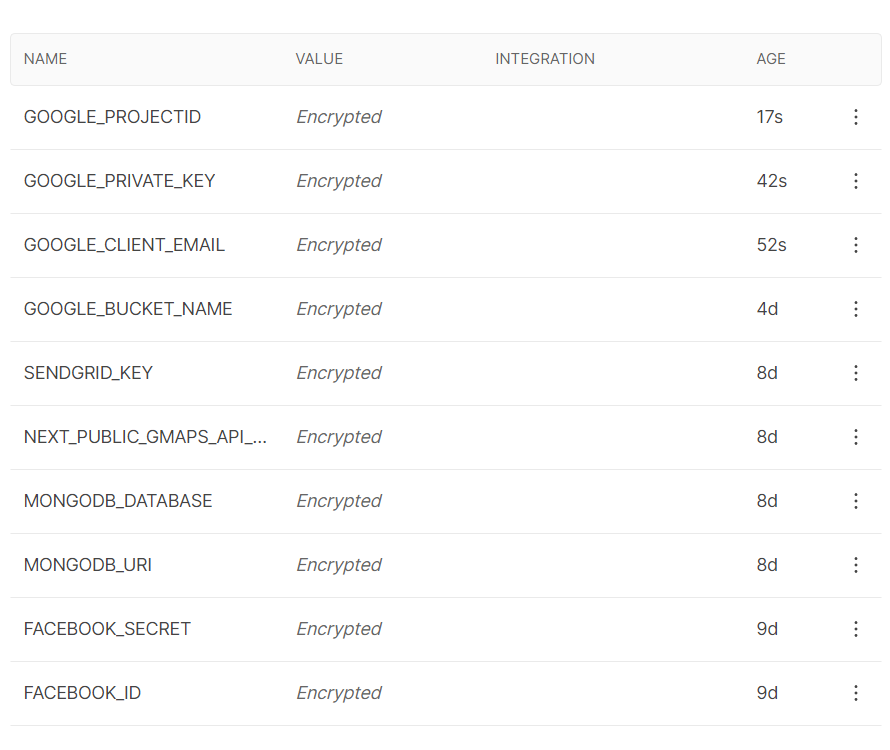 NAME VALUE INTEGRATION AGE
GOOGLE_PROJECTID Encrypted 17s
GOOGLE_PRIVATE_KEY Encrypted 42s
GOOGLE_CLIENT_EMAIL Encrypted 52s
GOOGLE_BUCKET_NAME Encrypted 4d
SENDGRID_KEY Encrypted 8d
NEXT_PUBLIC_GMAPS_API_... Encrypted 8d
MONGODB_DATABASE Encrypted 8d
MONGODB_URI Encrypted 8d
FACEBOOK_SECRET Encrypted 9d
FACEBOOK_ID Encrypted 9d